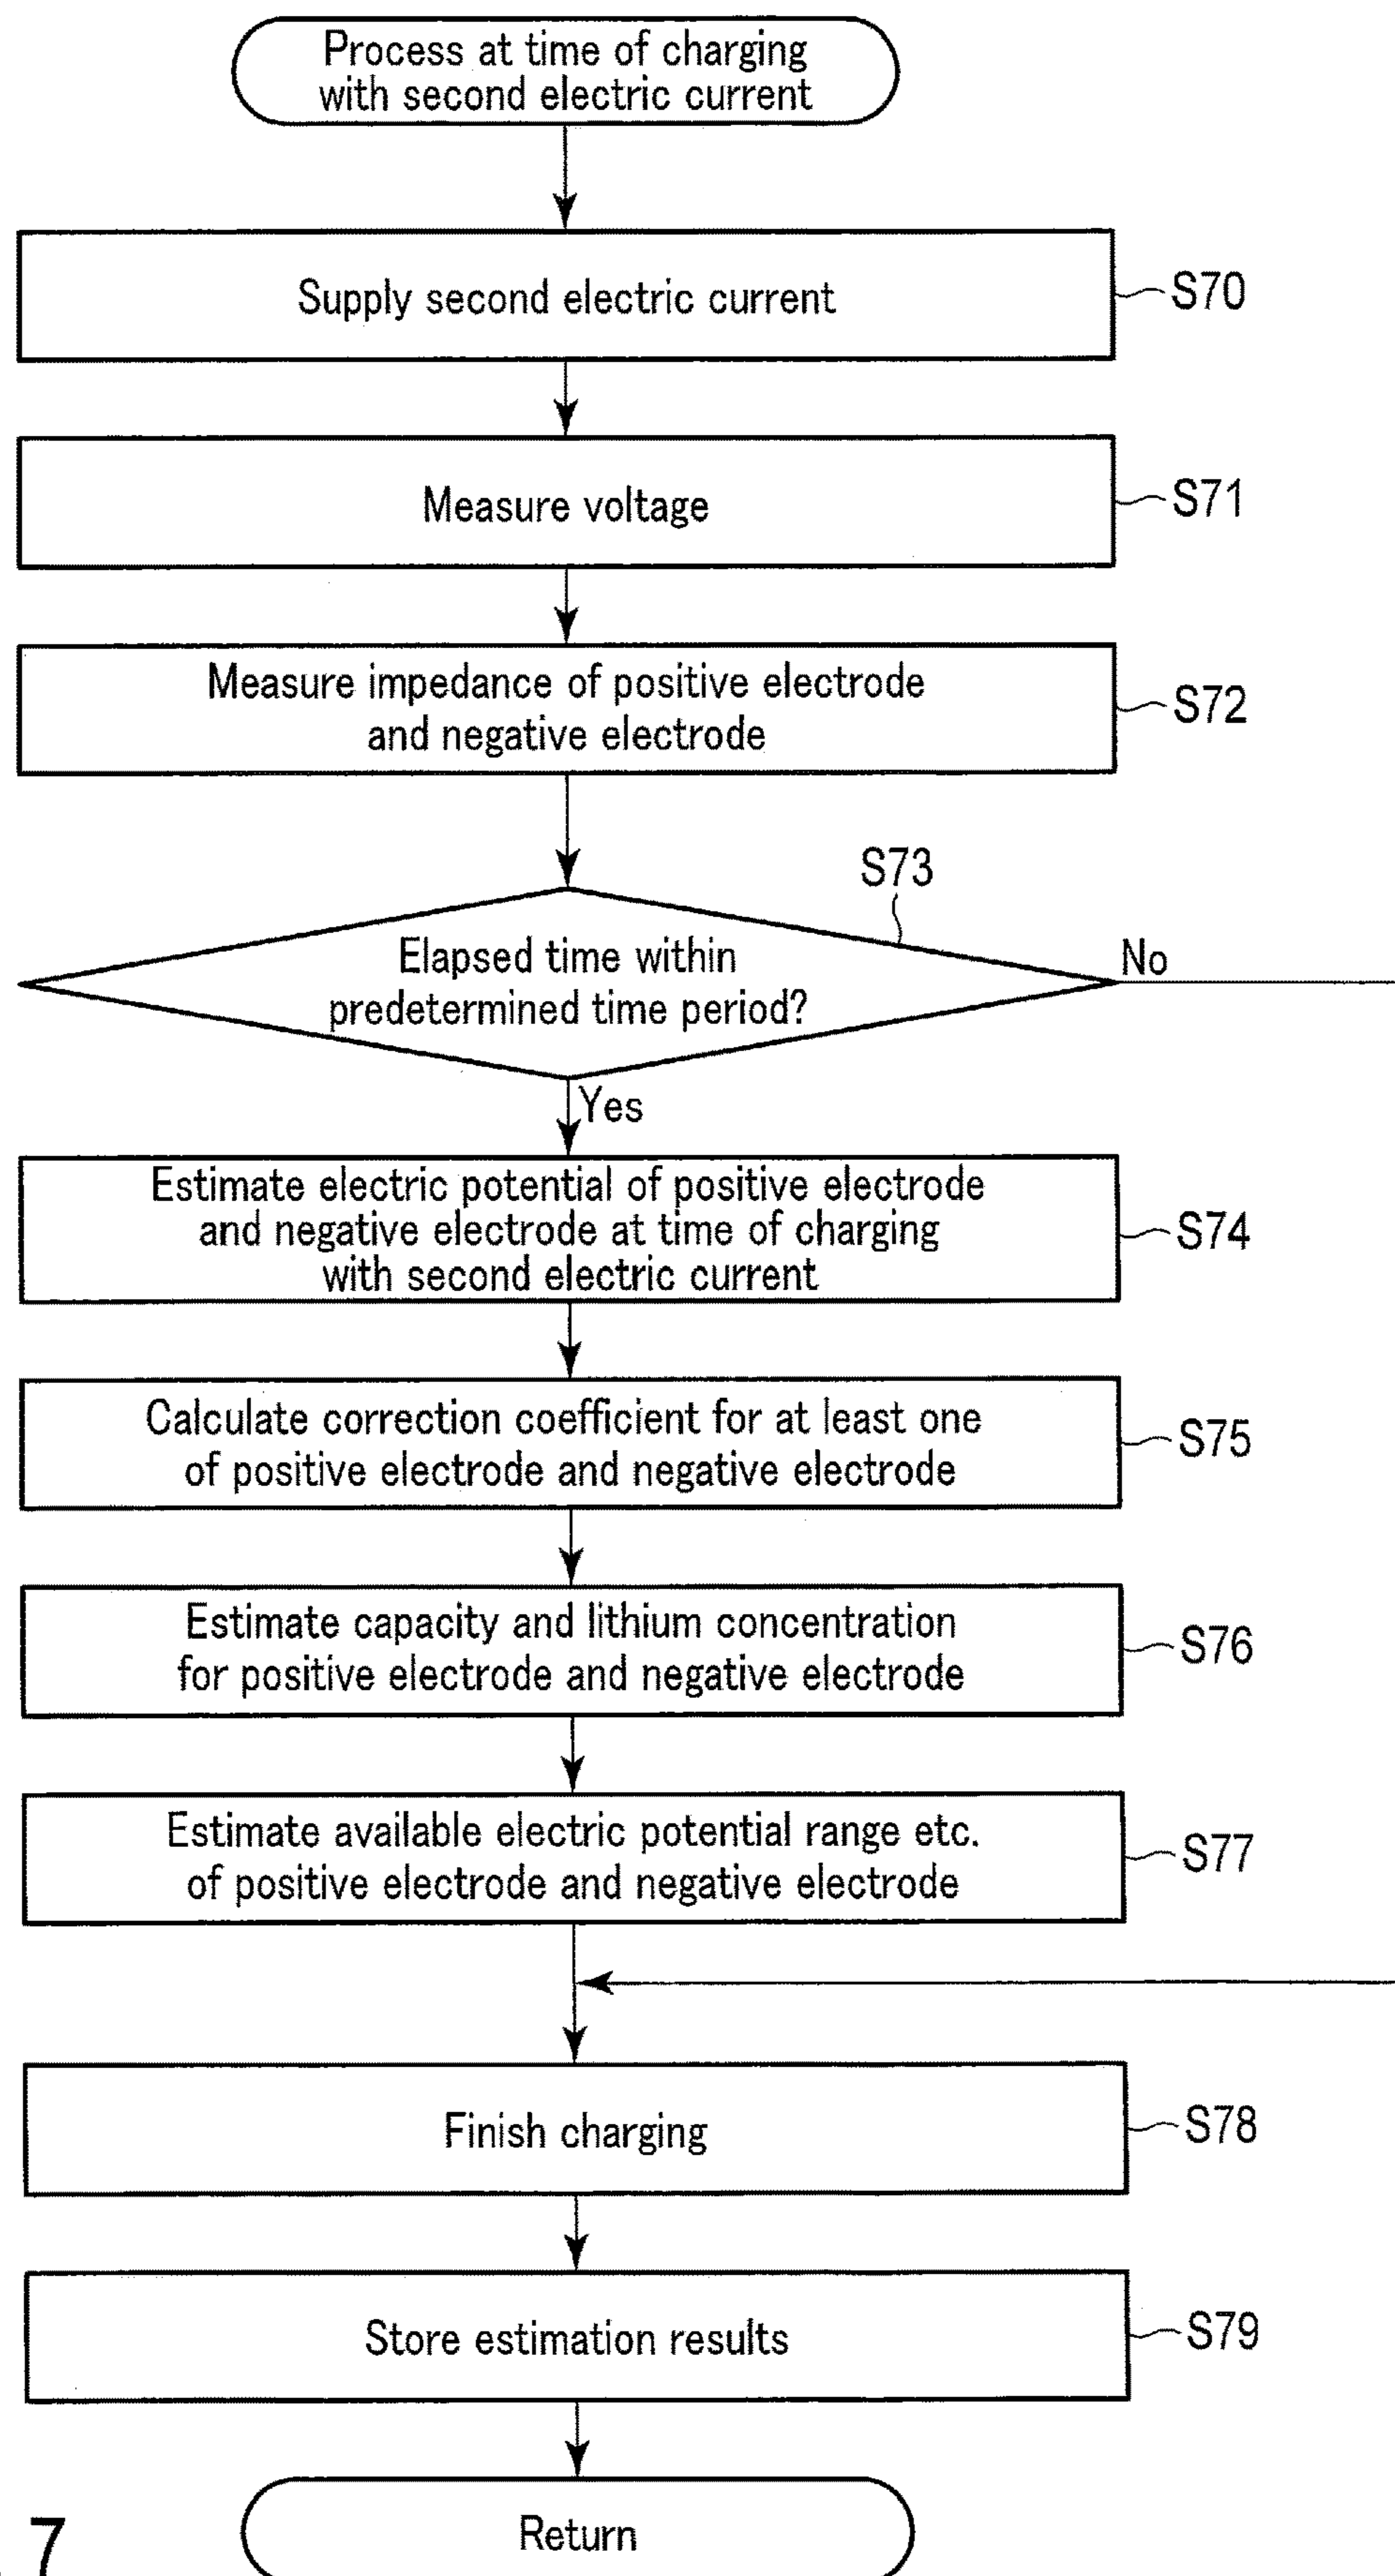 Process at time of charging
with second electric current
Supply second electric current
S70
Measure voltage
S71
Measure impedance of positive electrode
and negative electrode
S72
S73
Elapsed time within
predetermined time period?
No
Yes
Estimate electric potential of positive electrode
and negative electrode at time of charging
with second electric current
S74
Calculate correction coefficient for at least one
of positive electrode and negative electrode
S75
Estimate capacity and lithium concentration
for positive electrode and negative electrode
S76
Estimate available electric potential range etc.
of positive electrode and negative electrode
S77
Finish charging
S78
Store estimation results
S79
Return
7